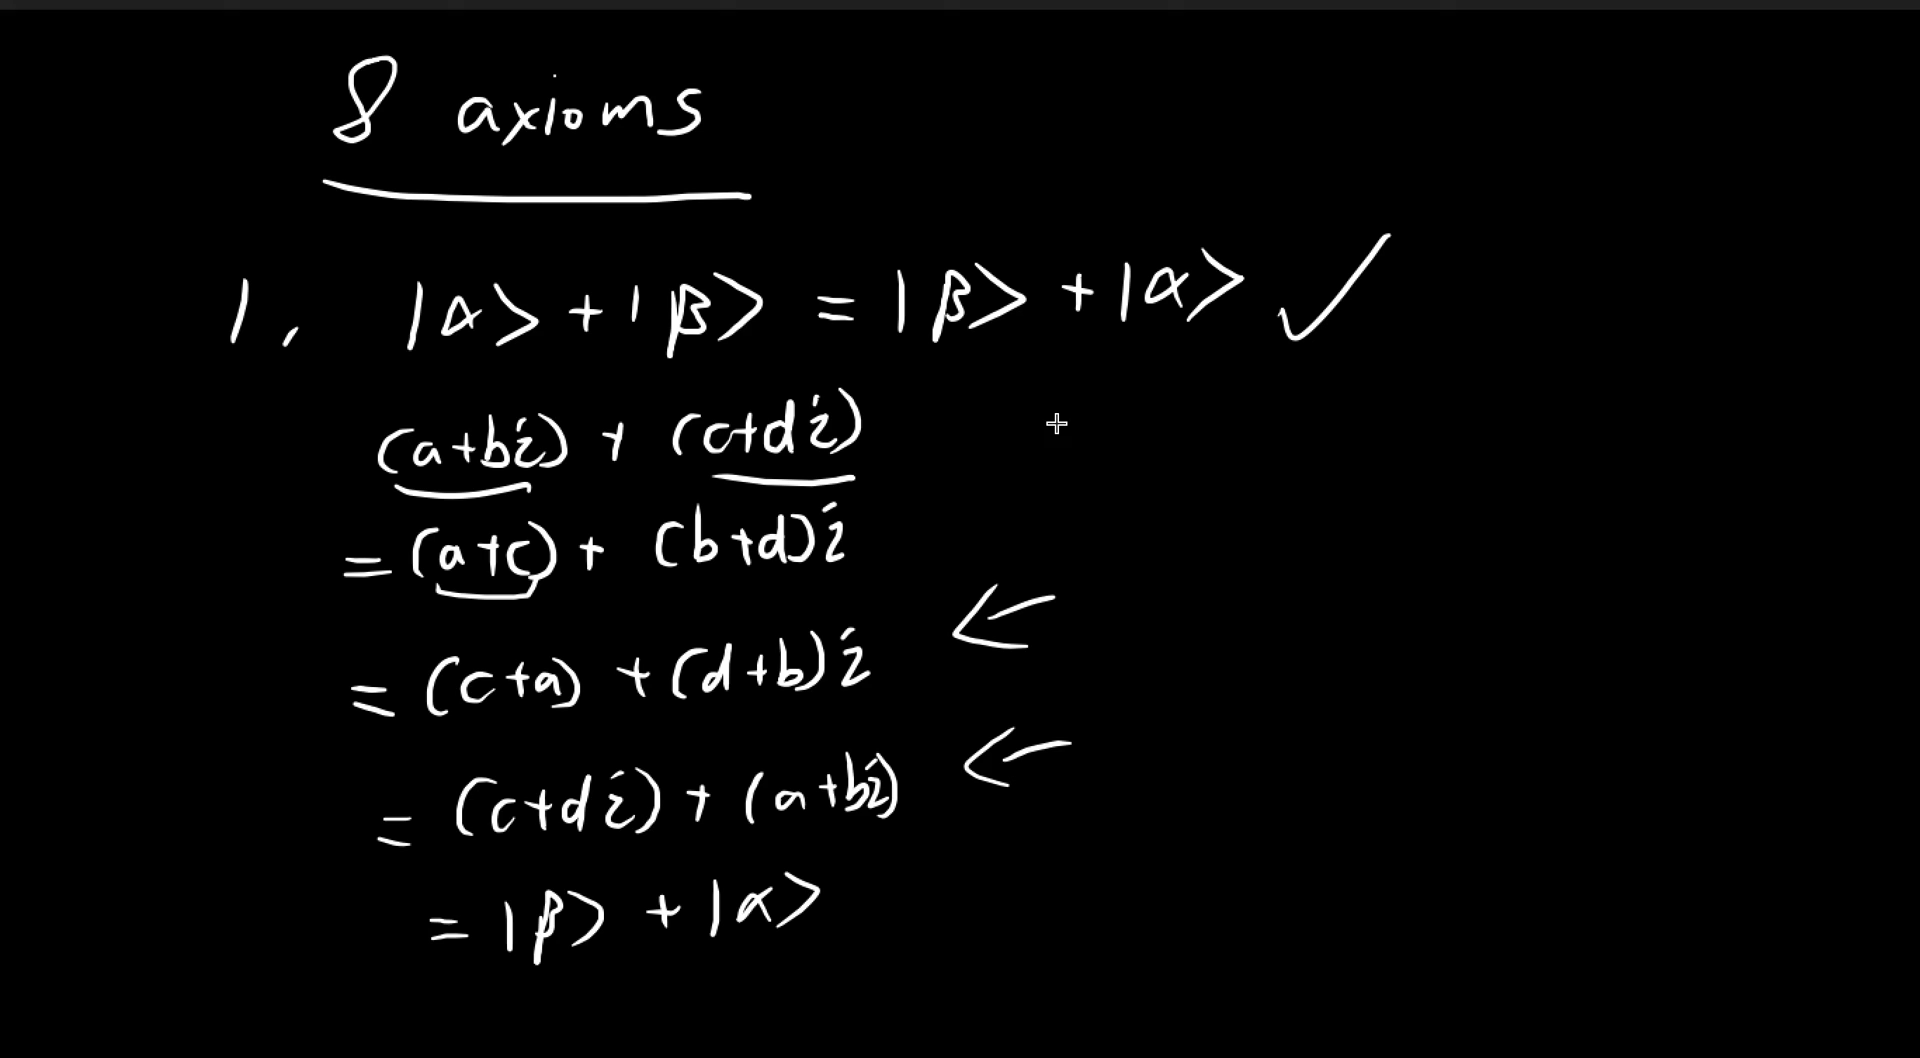 8 axioms
1. |α> + |β> = |β> + |α> ✓
(a+bi) + (c+di)
= (a+c) + (b+d)i
= (c+a) + (d+b)i ←
= (c+di) + (a+bi) ←
= |β> + |α>